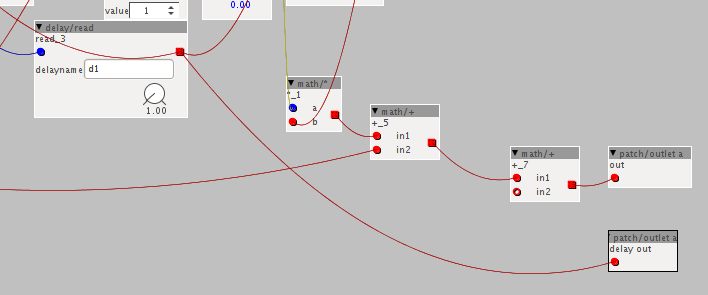 value 1
0.00
delay/read
read_3
delayname d1
1.00
math/*
*_1
a
b
math/+
+_5
in1
in2
math/+
+_7
in1
in2
patch/outlet a
out
patch/outlet a
delay out